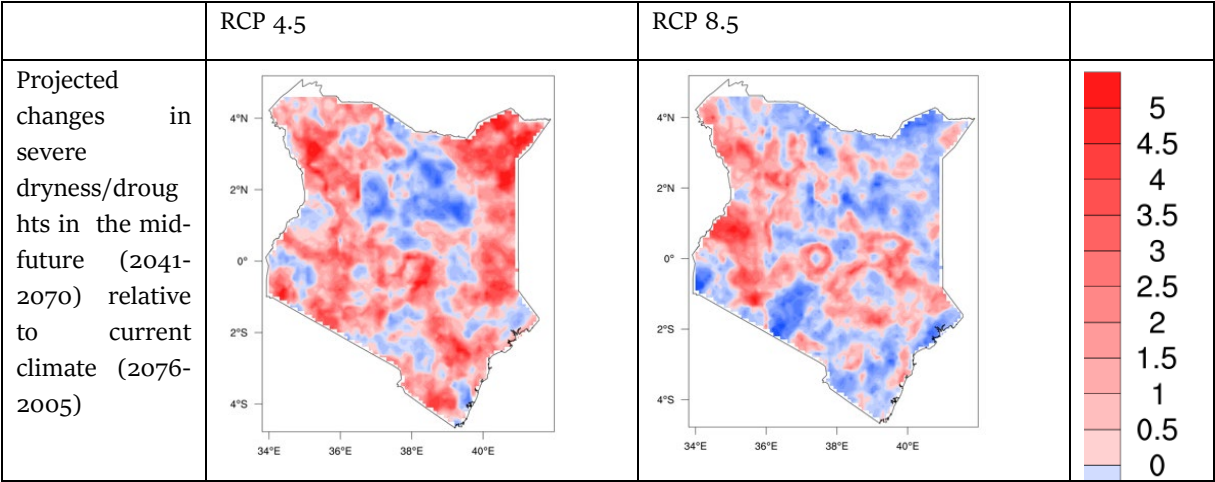 RCP 4.5
RCP 8.5
Projected
changes in
severe
dryness/droug
hts in the mid-
future (2041-
2070) relative
to current
climate (2076-
2005)
4°N
2°N
0°
2°S
4°S
34°E 36°E 38°E 40°E
4°N
2°N
0°
2°S
4°S
34°E 36°E 38°E 40°E
5
4.5
4
3.5
3
2.5
2
1.5
1
0.5
0